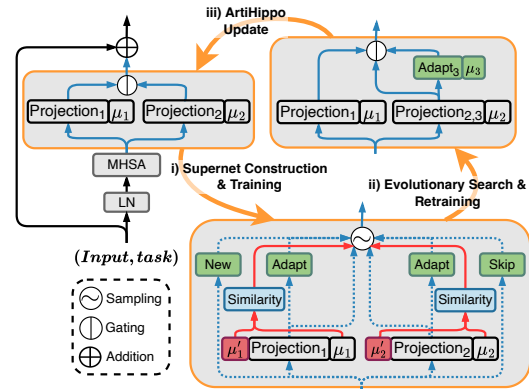 iii) ArtiHippo
Update
Adapt₃ μ₃
Projection₁ μ₁ Projection₂ μ₂
Projection₁ μ₁ Projection₂,₃ μ₂
MHSA
i) Supernet Construction
& Training
ii) Evolutionary Search &
Retraining
LN
(Input, task)
New Adapt Adapt Skip
Sampling
Similarity Similarity
Gating
μ′₁ Projection₁ μ₁ μ′₂ Projection₂ μ₂
Addition